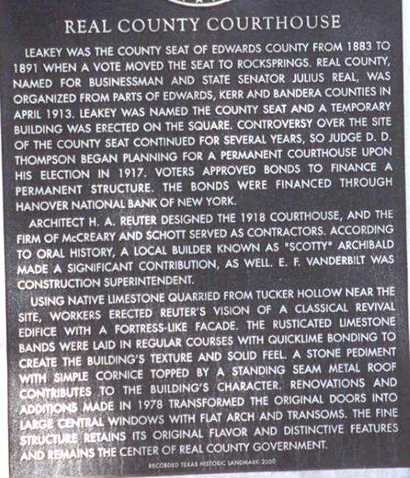 REAL COUNTY COURTHOUSE
LEAKEY WAS THE COUNTY SEAT OF EDWARDS COUNTY FROM 1883 TO
1891 WHEN A VOTE MOVED THE SEAT TO ROCKSPRINGS. REAL COUNTY,
NAMED FOR BUSINESSMAN AND STATE SENATOR JULIUS REAL, WAS
ORGANIZED FROM PARTS OF EDWARDS, KERR AND BANDERA COUNTIES IN
APRIL 1913. LEAKEY WAS NAMED THE COUNTY SEAT AND A TEMPORARY
BUILDING WAS ERECTED ON THE SQUARE. CONTROVERSY OVER THE SITE
OF THE COUNTY SEAT CONTINUED FOR SEVERAL YEARS, SO JUDGE D. D.
THOMPSON BEGAN PLANNING FOR A PERMANENT COURTHOUSE UPON
HIS ELECTION IN 1917. VOTERS APPROVED BONDS TO FINANCE A
PERMANENT STRUCTURE. THE BONDS WERE FINANCED THROUGH
HANOVER NATIONAL BANK OF NEW YORK.
ARCHITECT H. A. REUTER DESIGNED THE 1918 COURTHOUSE, AND THE
FIRM OF McCREARY AND SCHOTT SERVED AS CONTRACTORS. ACCORDING
TO ORAL HISTORY, A LOCAL BUILDER KNOWN AS "SCOTTY" ARCHIBALD
MADE A SIGNIFICANT CONTRIBUTION, AS WELL. E. F. VANDERBILT WAS
CONSTRUCTION SUPERINTENDENT.
USING NATIVE LIMESTONE QUARRIED FROM TUCKER HOLLOW NEAR THE
SITE, WORKERS ERECTED REUTER'S VISION OF A CLASSICAL REVIVAL
EDIFICE WITH A FORTRESS-LIKE FACADE. THE RUSTICATED LIMESTONE
BANDS WERE LAID IN REGULAR COURSES WITH QUICKLIME BONDING TO
CREATE THE BUILDING'S TEXTURE AND SOLID FEEL. A STONE PEDIMENT
WITH SIMPLE CORNICE TOPPED BY A STANDING SEAM METAL ROOF
CONTRIBUTES TO THE BUILDING'S CHARACTER. RENOVATIONS AND
ADDITIONS MADE IN 1978 TRANSFORMED THE ORIGINAL DOORS INTO
LARGE CENTRAL WINDOWS WITH FLAT ARCH AND TRANSOMS. THE FINE
STRUCTURE RETAINS ITS ORIGINAL FLAVOR AND DISTINCTIVE FEATURES
AND REMAINS THE CENTER OF REAL COUNTY GOVERNMENT.
RECORDED TEXAS HISTORIC LANDMARK 2000